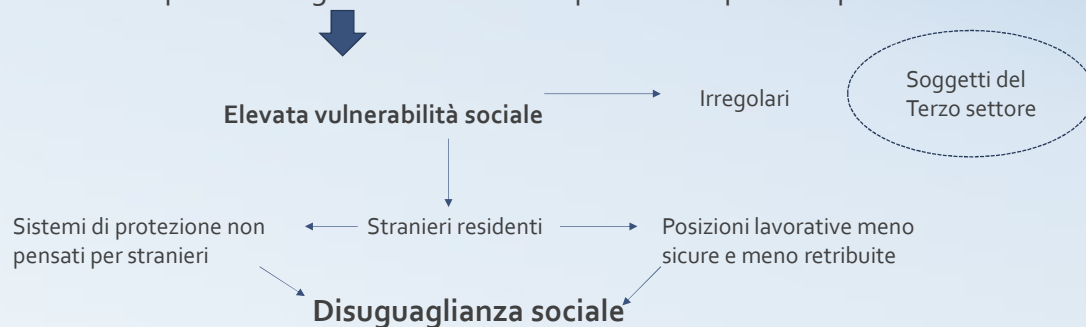 Elevata vulnerabilità sociale
Irregolari
Soggetti del
Terzo settore
Sistemi di protezione non
pensati per stranieri
Stranieri residenti
Posizioni lavorative meno
sicure e meno retribuite
Disuguaglianza sociale